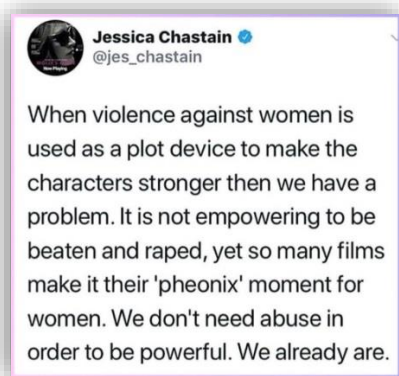 Jessica Chastain
@jes_chastain
When violence against women is
used as a plot device to make the
characters stronger then we have a
problem. It is not empowering to be
beaten and raped, yet so many films
make it their 'pheonix' moment for
women. We don't need abuse in
order to be powerful. We already are.